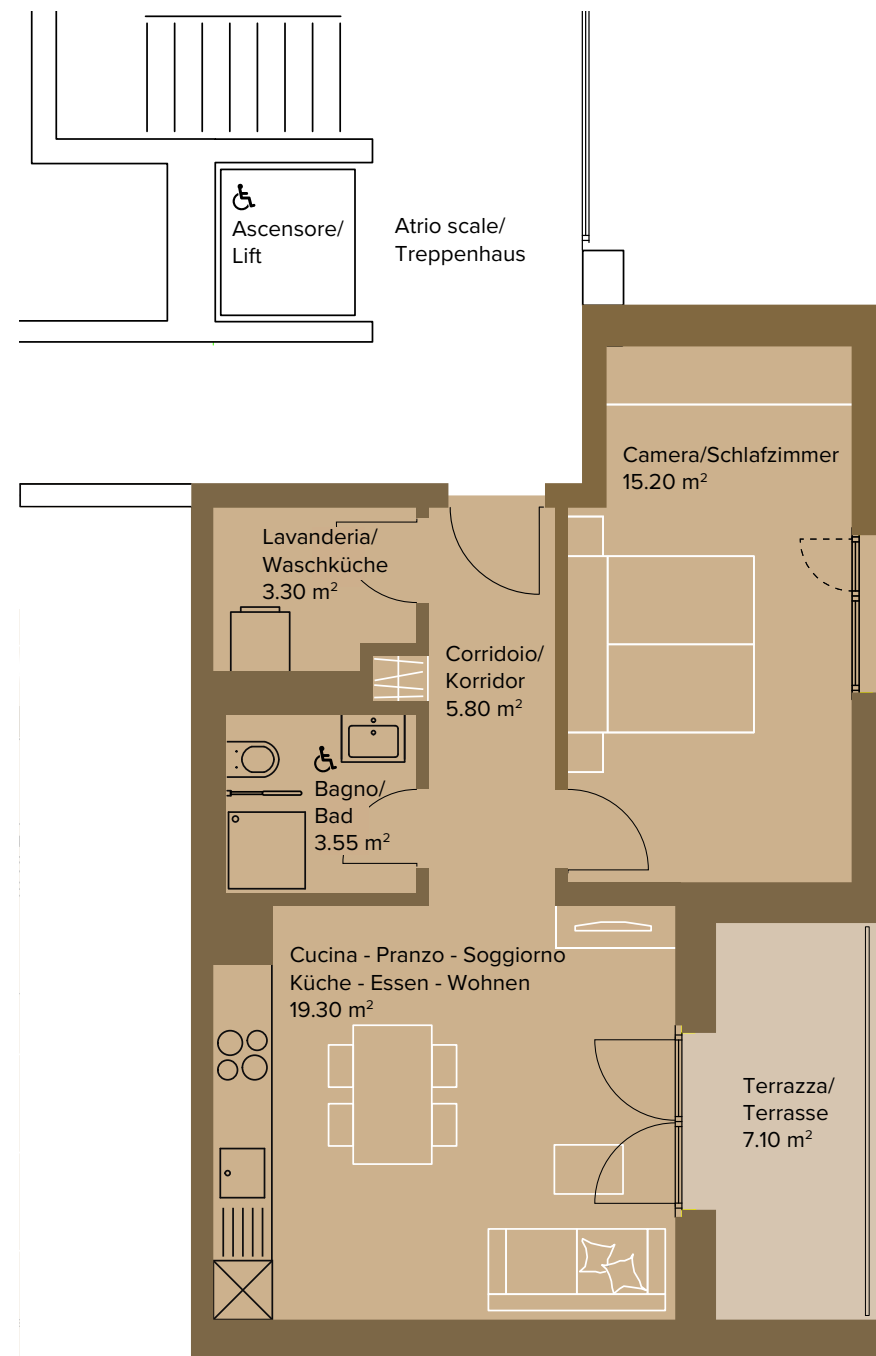 Ascensore/
Lift
Atrio scale/
Treppenhaus
Camera/Schlafzimmer
15.20 m²
Lavanderia/
Waschküche
3.30 m²
Corridoio/
Korridor
5.80 m²
Bagno/
Bad
3.55 m²
Cucina - Pranzo - Soggiorno
Küche - Essen - Wohnen
19.30 m²
Terrazza/
Terrasse
7.10 m²